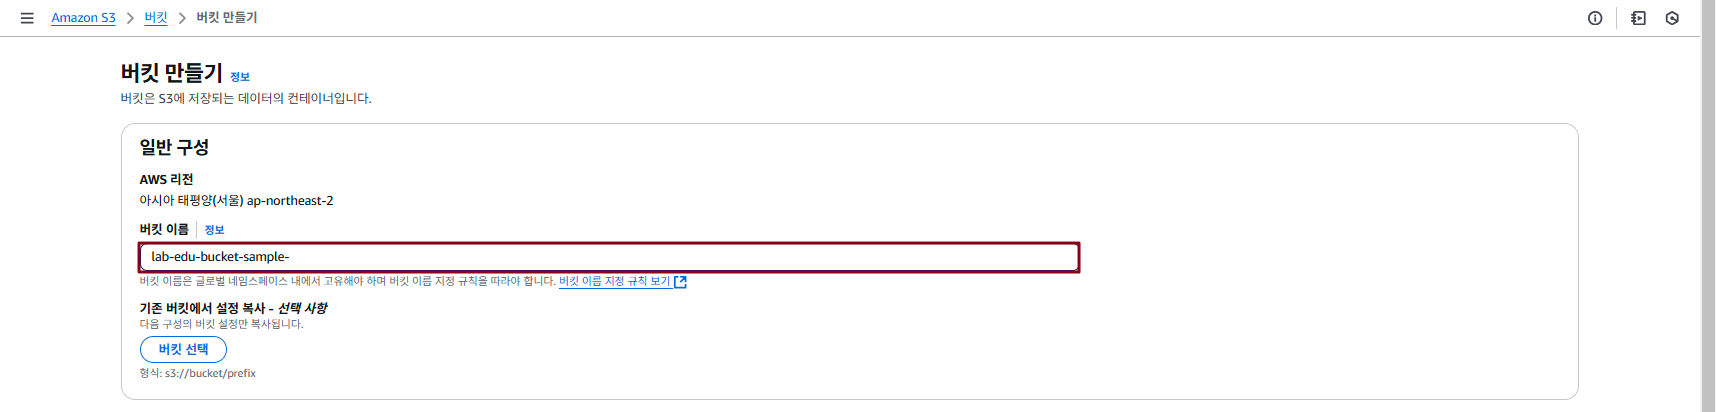 Amazon S3 > 버킷 > 버킷 만들기
버킷 만들기 정보
버킷은 S3에 저장되는 데이터의 컨테이너입니다.
일반 구성
AWS 리전
아시아 태평양(서울) ap-northeast-2
버킷 이름 정보
lab-edu-bucket-sample-
버킷 이름은 글로벌 네임스페이스 내에서 고유해야 하며 버킷 이름 지정 규칙을 따라야 합니다. 버킷 이름 지정 규칙 보기
기존 버킷에서 설정 복사 - 선택 사항
다음 구성의 버킷 설정만 복사됩니다.
버킷 선택
형식: s3://bucket/prefix